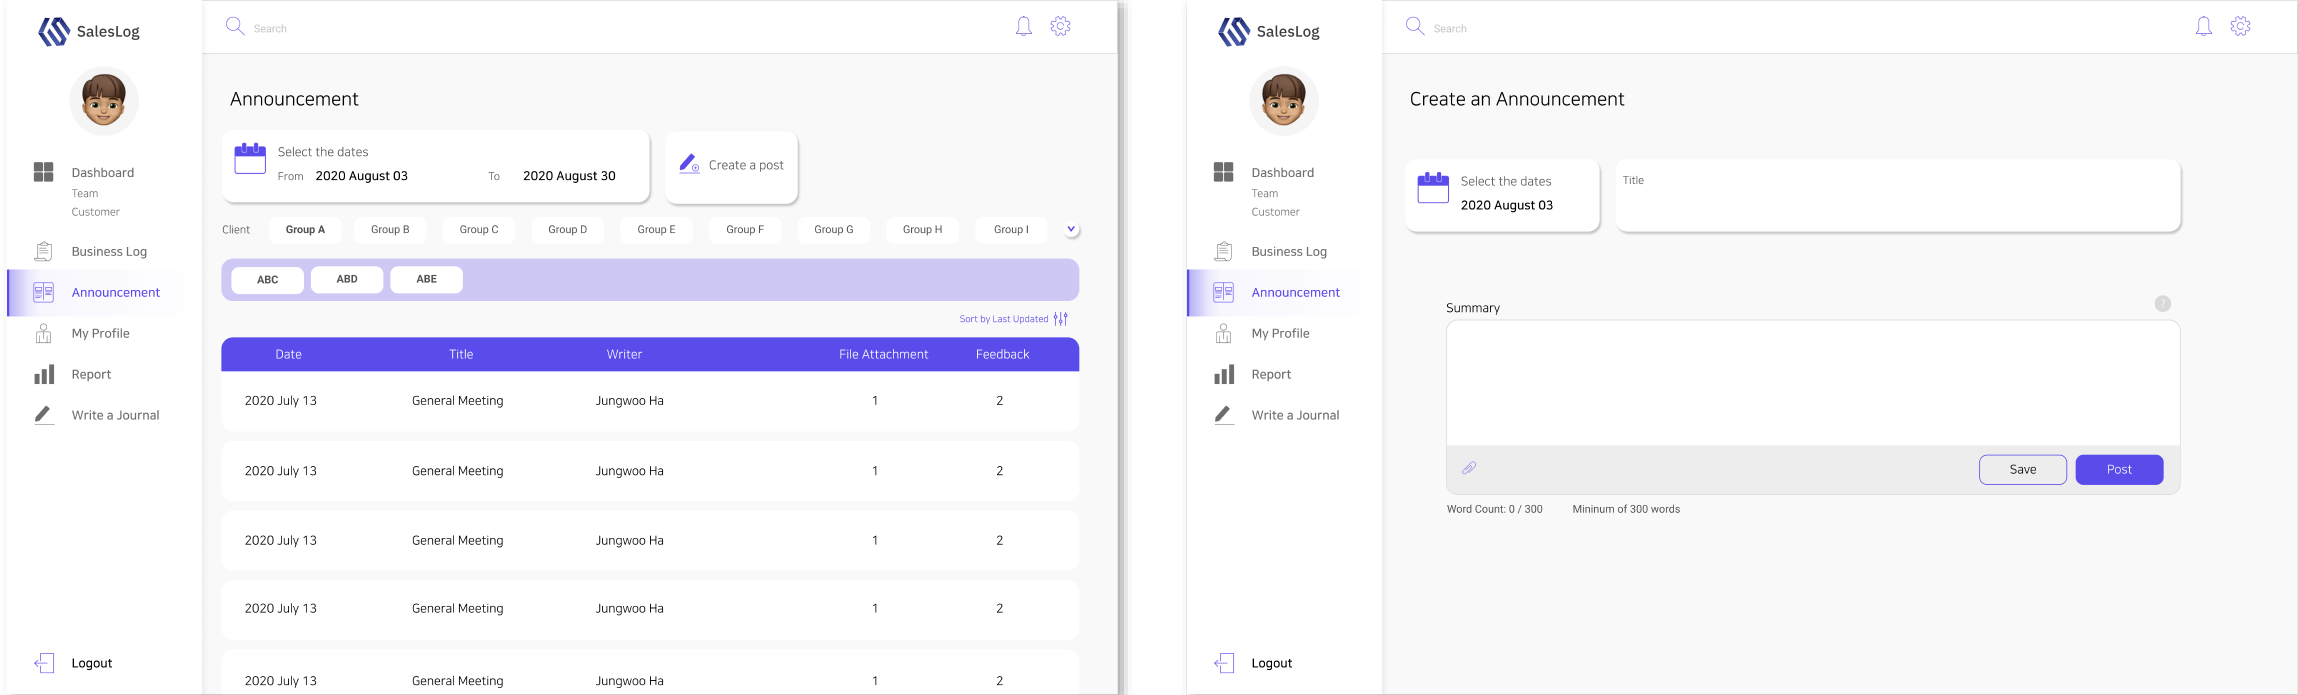 SalesLog
Search
Dashboard
Team
Customer
Business Log
Announcement
My Profile
Report
Write a Journal
Logout
Announcement
Select the dates
From 2020 August 03 To 2020 August 30
Create a post
Client Group A Group B Group C Group D Group E Group F Group G Group H Group I
ABC ABD ABE
Sort by Last Updated
Date Title Writer File Attachment Feedback
2020 July 13 General Meeting Jungwoo Ha 1 2
2020 July 13 General Meeting Jungwoo Ha 1 2
2020 July 13 General Meeting Jungwoo Ha 1 2
2020 July 13 General Meeting Jungwoo Ha 1 2
2020 July 13 General Meeting Jungwoo Ha 1 2
SalesLog
Search
Dashboard
Team
Customer
Business Log
Announcement
My Profile
Report
Write a Journal
Logout
Create an Announcement
Select the dates
2020 August 03
Title
Summary
?
Save Post
Word Count: 0 / 300 Mininum of 300 words